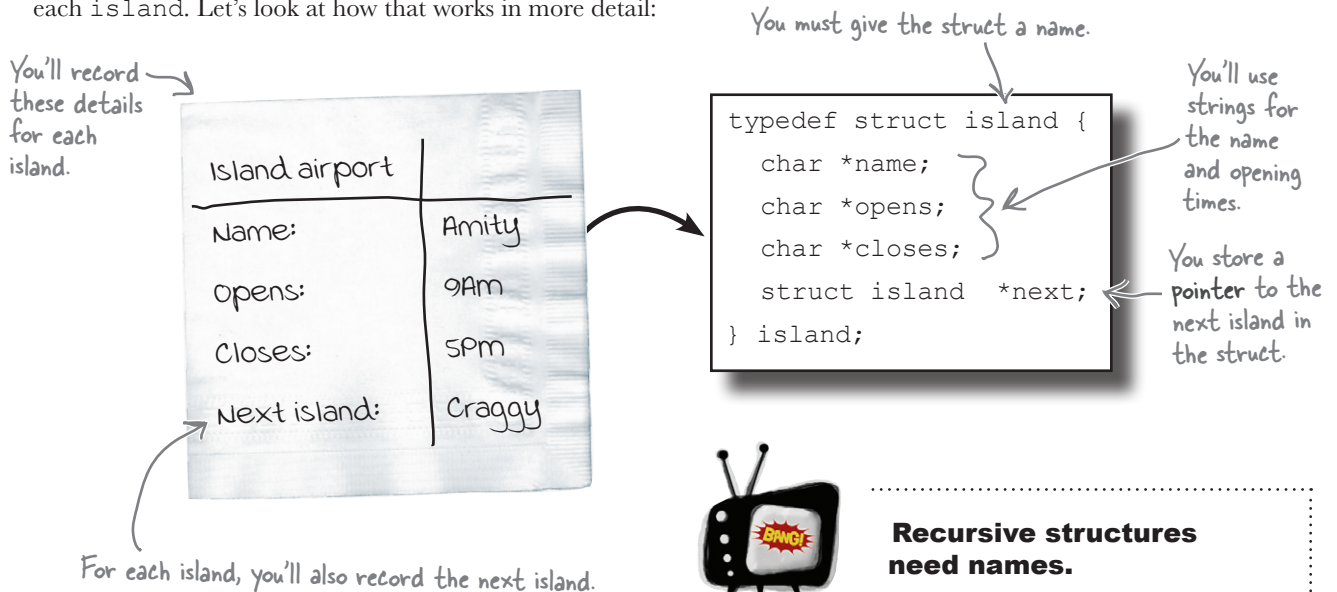 each island. Let's look at how that works in more detail:
You must give the struct a name.
You'll record
these details
for each
island.
Island airport
Name:
Amity
Opens:
9AM
Closes:
5PM
Next island:
Craggy
For each island, you'll also record the next island.
typedef struct island {
char *name;
char *opens;
char *closes;
struct island *next;
} island;
You'll use
strings for
the name
and opening
times.
You store a
pointer to the
next island in
the struct.
BANG!
Recursive structures
need names.